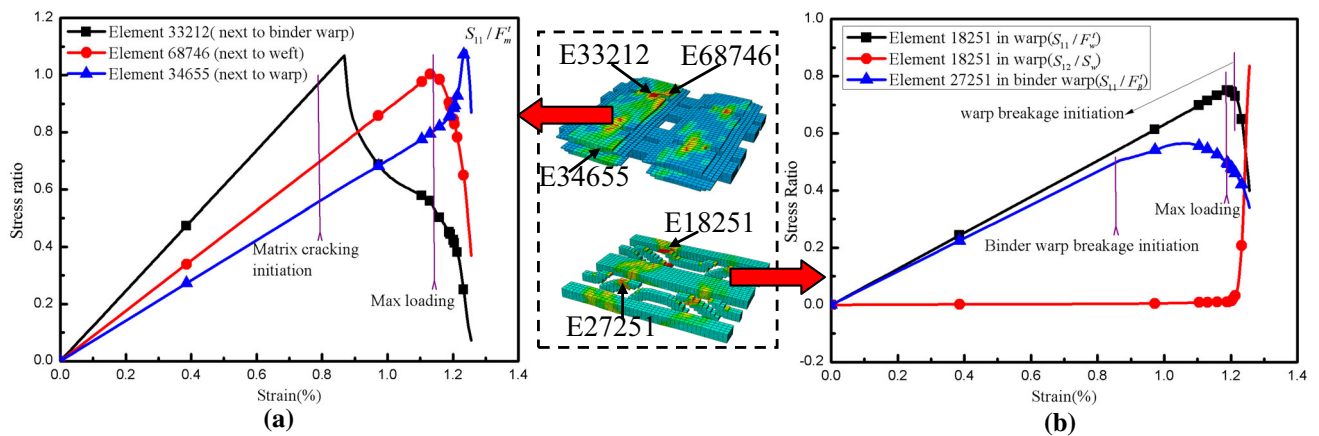 1.2
1.0
0.8
0.6
0.4
0.2
0.0
Stress ratio
Element 33212( next to binder warp)
Element 68746 (next to weft)
Element 34655 (next to warp)
S11 / Fmt
Matrix cracking
initiation
Max loading
0.0 0.2 0.4 0.6 0.8 1.0 1.2 1.4
Strain(%)
(a)
E33212 E68746
E34655
E18251
E27251
1.0
0.8
0.6
0.4
0.2
0.0
-0.2
Stress Ratio
Element 18251 in warp(S11 / Fwt)
Element 18251 in warp(S12 / Sw)
Element 27251 in binder warp(S11 / FBt)
warp breakage initiation
Max loading
Binder warp breakage initiation
0.0 0.2 0.4 0.6 0.8 1.0 1.2 1.4
Strain(%)
(b)